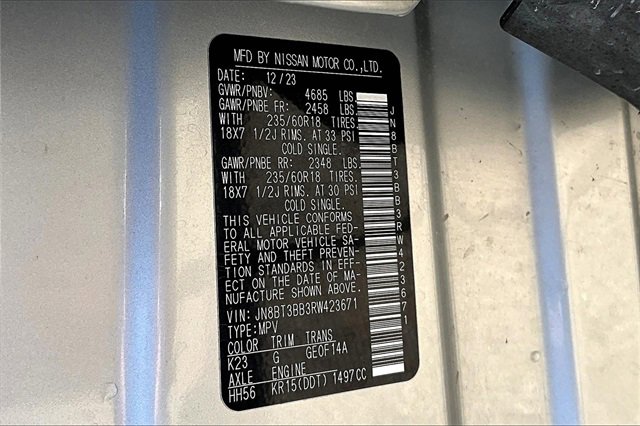 MFD BY NISSAN MOTOR CO.,LTD.
DATE: 12/23
GVWR/PNBV: 4685 LBS.
GAWR/PNBE FR: 2458 LBS.
WITH 235/60R18 TIRES.
18X7 1/2J RIMS. AT 33 PSI
COLD SINGLE.
GAWR/PNBE RR: 2348 LBS.
WITH 235/60R18 TIRES.
18X7 1/2J RIMS. AT 30 PSI
COLD SINGLE.
THIS VEHICLE CONFORMS
TO ALL APPLICABLE FED-
ERAL MOTOR VEHICLE SA-
FETY AND THEFT PREVEN-
TION STANDARDS IN EFF-
ECT ON THE DATE OF MA-
NUFACTURE SHOWN ABOVE.
VIN: JN8BT3BB3RW423671
TYPE:MPV
COLOR TRIM TRANS
K23 G GE0F14A
AXLE ENGINE
HH56 KR15(DDT) 1497CC
JN8BT3BB3RW423671